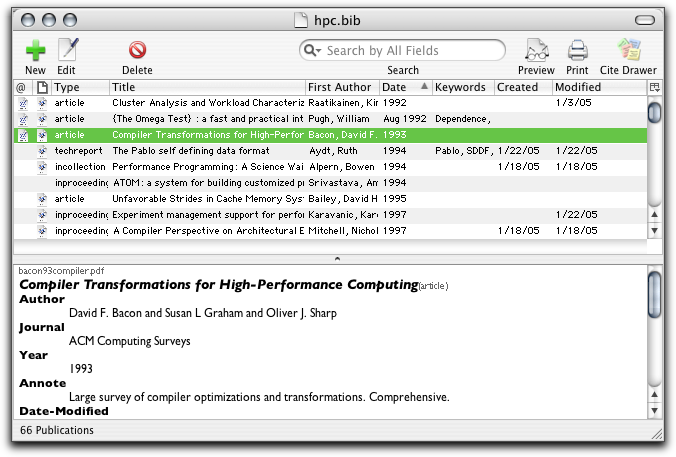 hpc.bib
New Edit Delete Search by All Fields Search Preview Print Cite Drawer
@ Type Title First Author Date Keywords Created Modified
article Cluster Analysis and Workload Characteriz Raatikainen, Kir 1992 1/3/05
article {The Omega Test} : a fast and practical int Pugh, William Aug 1992 Dependence,
article Compiler Transformations for High-Perfor Bacon, David F. 1993
techreport The Pablo self defining data format Aydt, Ruth 1994 Pablo, SDDF, 1/22/05 1/22/05
incollection Performance Programming: A Science Wai Alpern, Bowen 1994 1/18/05 1/18/05
inproceeding ATOM: a system for building customized pr Srivastava, Am 1994
article Unfavorable Strides in Cache Memory Syst Bailey, David H 1995
inproceeding Experiment management support for perfo Karavanic, Kare 1997 1/22/05
inproceeding A Compiler Perspective on Architectural E Mitchell, Nichol 1997 1/18/05 1/18/05
bacon93compiler.pdf
Compiler Transformations for High-Performance Computing(article)
Author
David F. Bacon and Susan L Graham and Oliver J. Sharp
Journal
ACM Computing Surveys
Year
1993
Annote
Large survey of compiler optimizations and transformations. Comprehensive.
Date-Modified
66 Publications